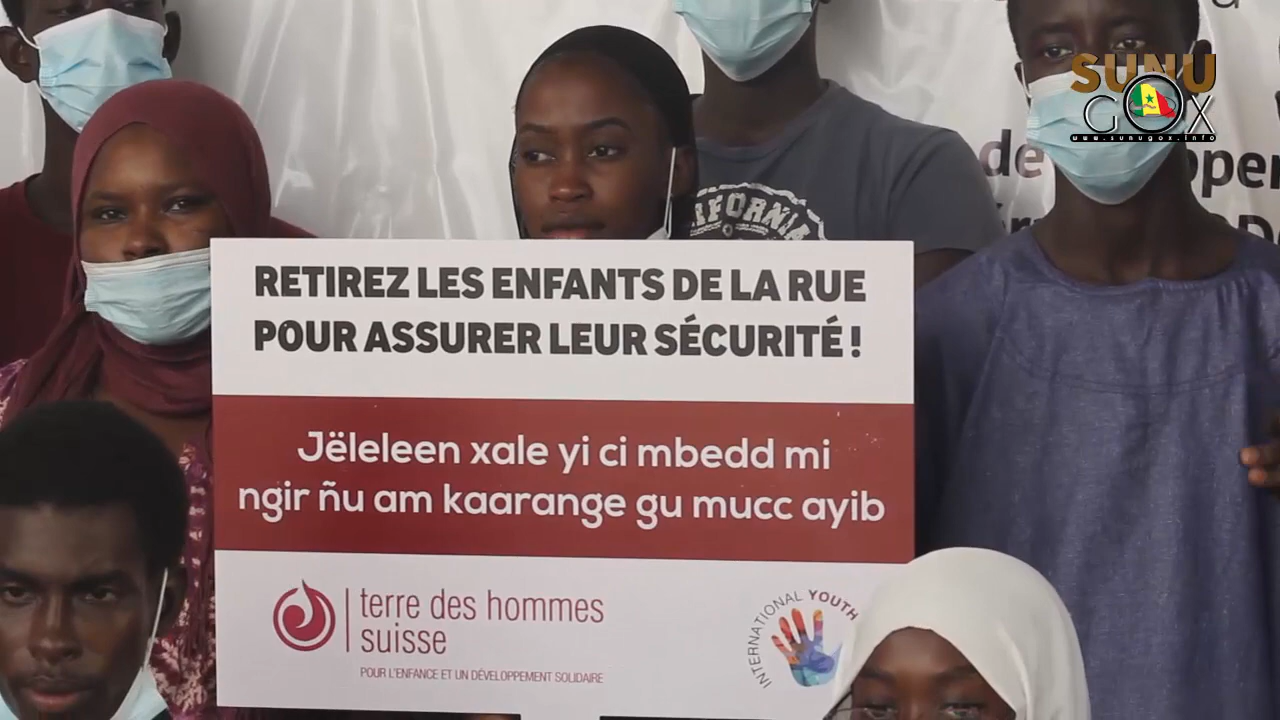 SUNU
GOX
www.sunugox.info
de
RETIREZ LES ENFANTS DE LA RUE
POUR ASSURER LEUR SÉCURITÉ !
Jëleleen xale yi ci mbedd mi
ngir ñu am kaarange gu mucc ayib
terre des hommes
suisse
POUR L'ENFANCE ET UN DÉVELOPPEMENT SOLIDAIRE
INTERNATIONAL YOUTH